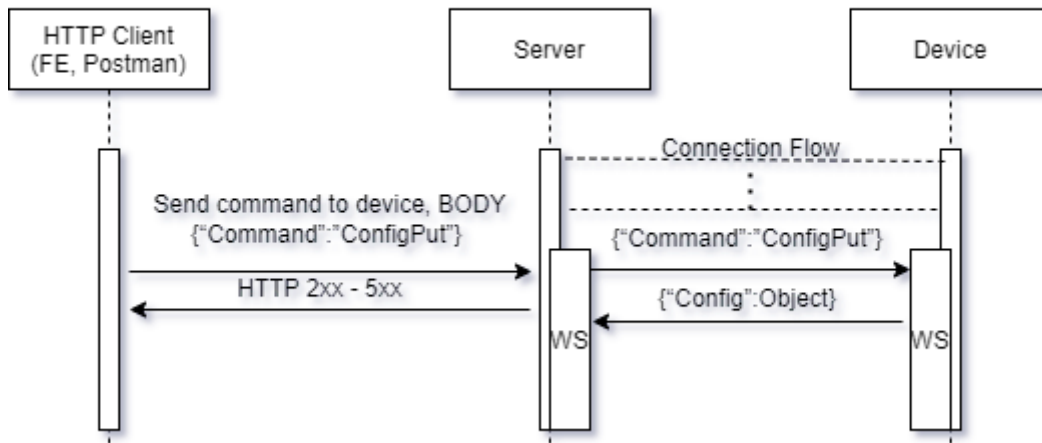 HTTP Client
(FE, Postman)
Server
Device
Connection Flow
Send command to device, BODY
{“Command”:”ConfigPut”}
{“Command”:”ConfigPut”}
HTTP 2xx - 5xx
{“Config”:Object}
WS
WS